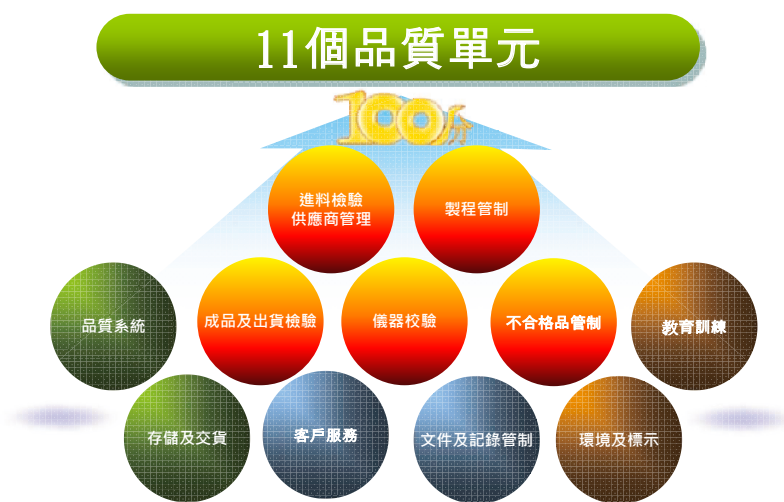 11個品質單元
100分
進料檢驗
供應商管理
製程管制
品質系統
成品及出貨檢驗
儀器校驗
不合格品管制
教育訓練
存儲及交貨
客戶服務
文件及記錄管制
環境及標示